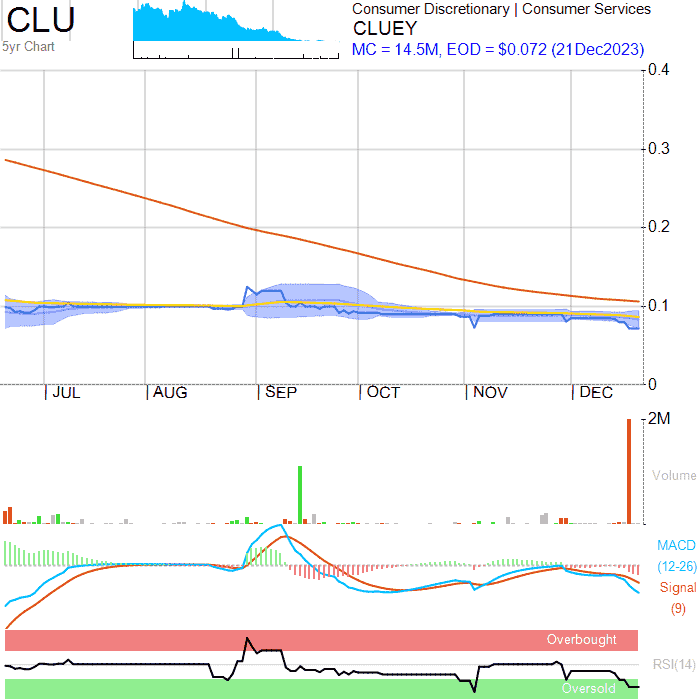 CLU
5yr Chart
Consumer Discretionary | Consumer Services
CLUEY
MC = 14.5M, EOD = $0.072 (21Dec2023)
0.4
0.3
0.2
0.1
0
JUL
AUG
SEP
OCT
NOV
DEC
2M
Volume
MACD
(12-26)
Signal
(9)
Overbought
RSI(14)
Oversold